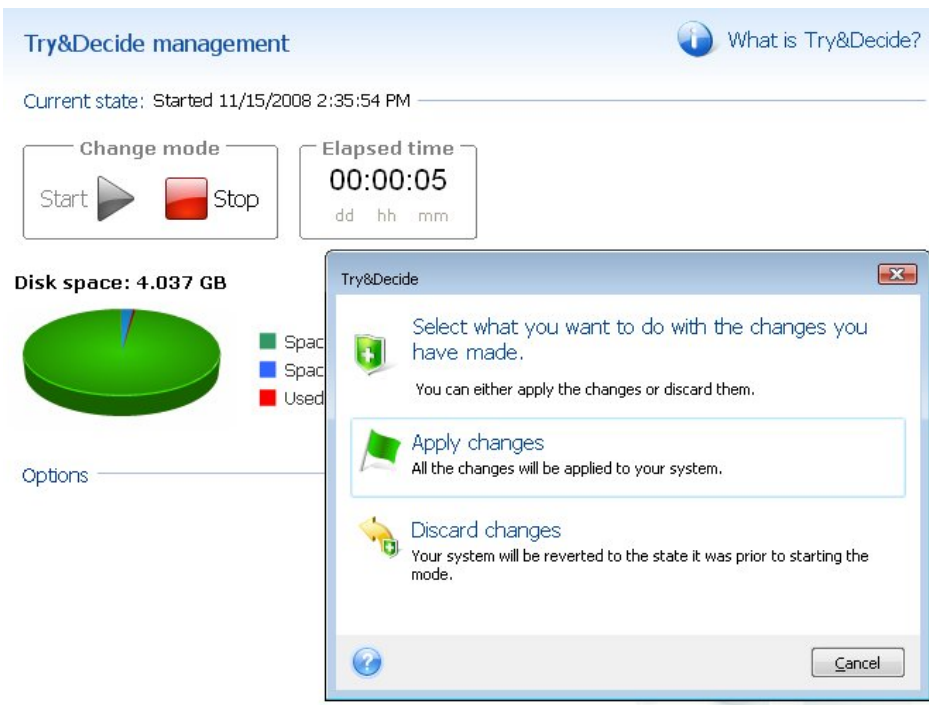 Try&Decide management
What is Try&Decide?
Current state: Started 11/15/2008 2:35:54 PM
Change mode
Elapsed time
Start
Stop
00:00:05
dd hh mm
Disk space: 4.037 GB
Spac
Spac
Used
Options
Try&Decide
Select what you want to do with the changes you
have made.
You can either apply the changes or discard them.
Apply changes
All the changes will be applied to your system.
Discard changes
Your system will be reverted to the state it was prior to starting the
mode.
Cancel